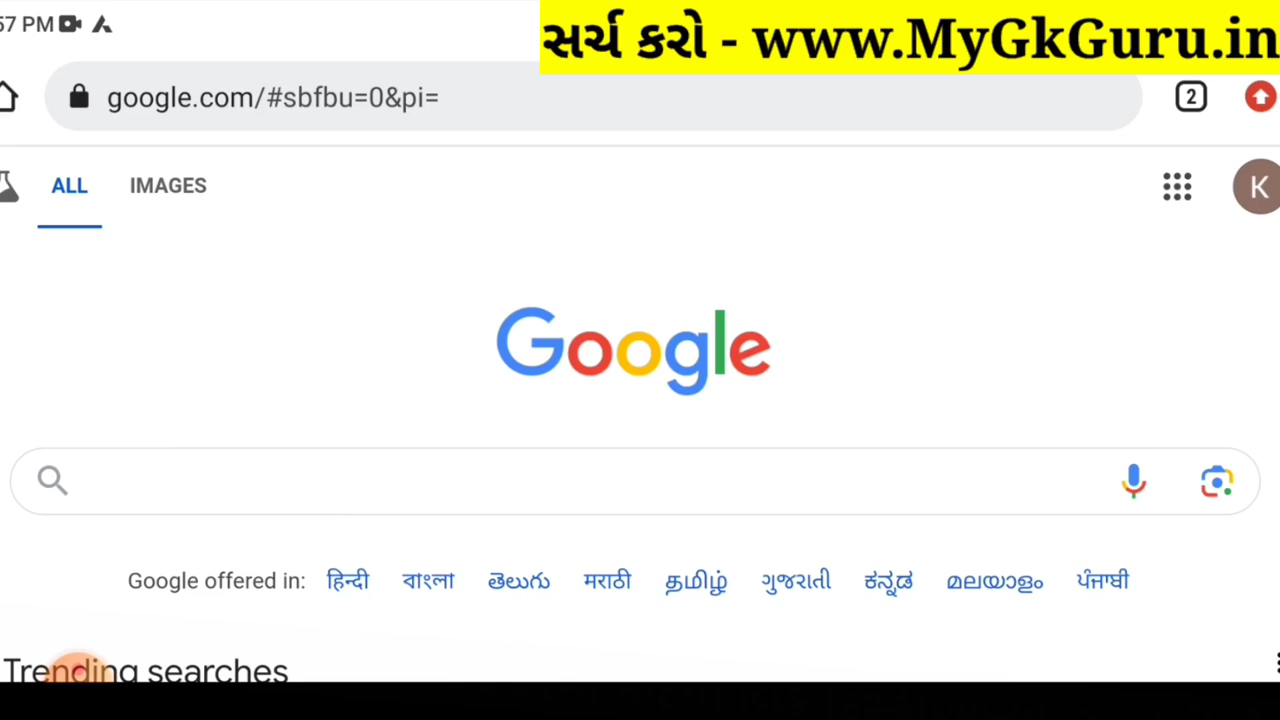 57 PM
સર્ચ કરો - www.MyGkGuru.in
google.com/#sbfbu=0&pi=
2
ALL IMAGES
K
Google
Google offered in: हिन्दी বাংলা తెలుగు मराठी தமிழ் ગુજરાતી ಕನ್ನಡ മലയാളം ਪੰਜਾਬੀ
Trending searches